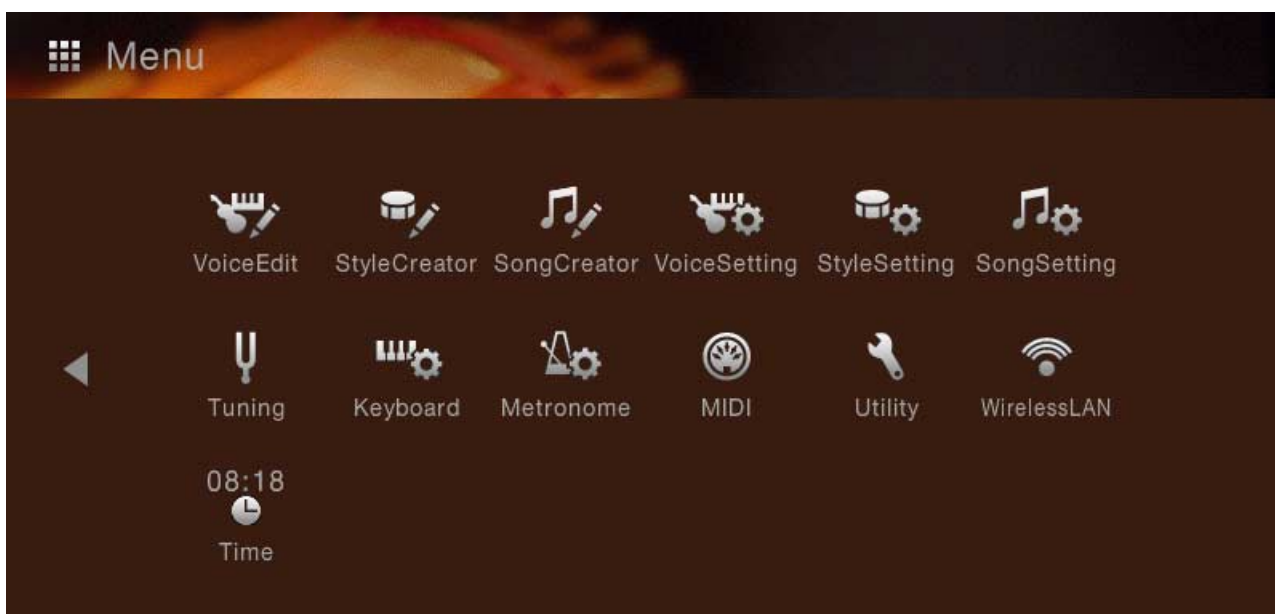 Menu
VoiceEdit StyleCreator SongCreator VoiceSetting StyleSetting SongSetting
Tuning Keyboard Metronome MIDI Utility WirelessLAN
08:18
Time